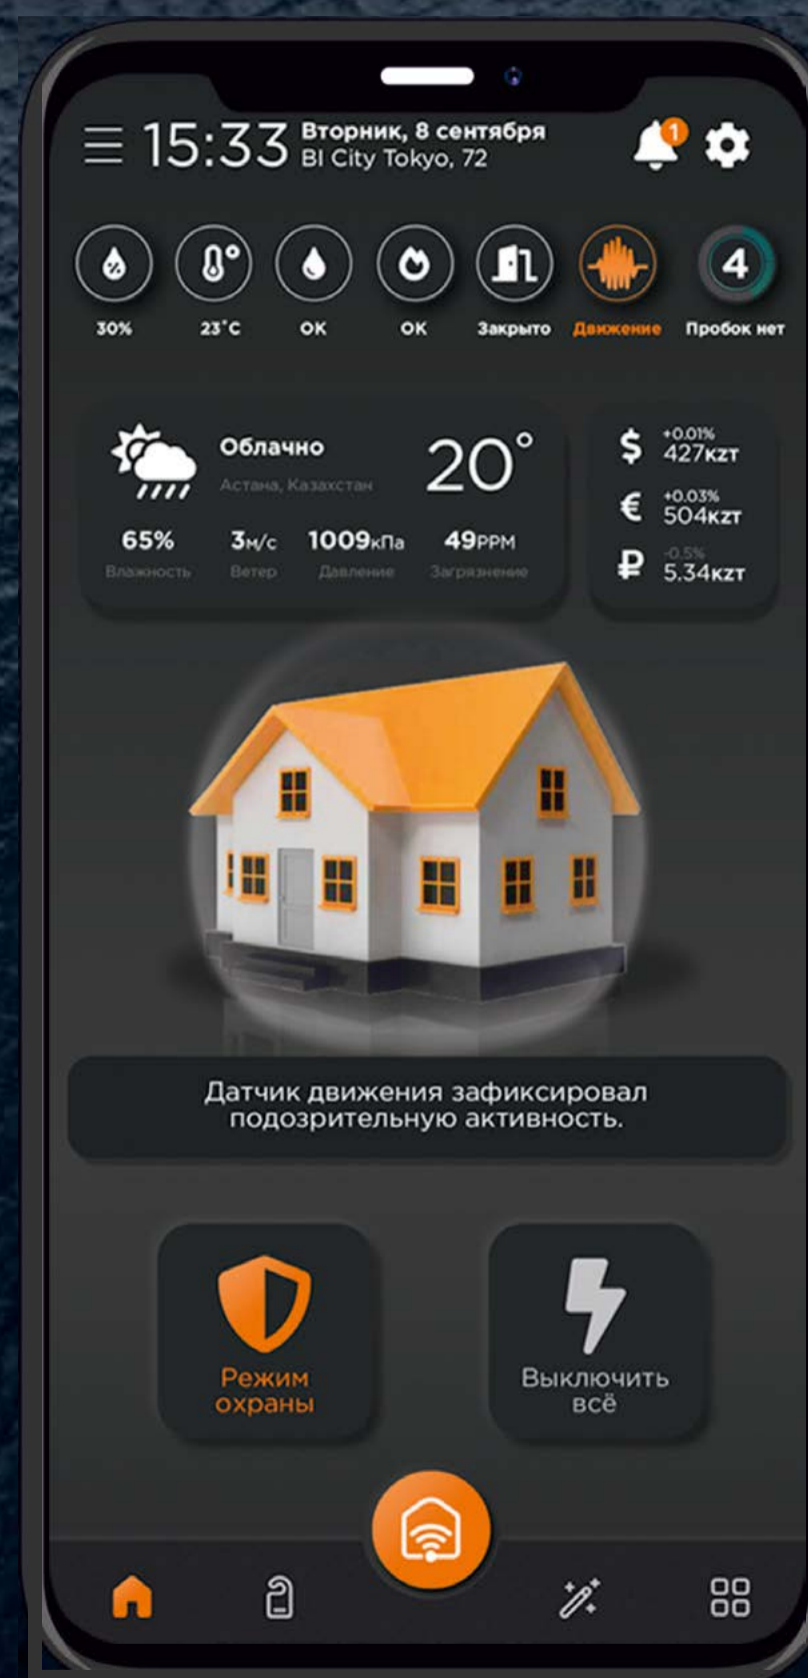 15:33
Вторник, 8 сентября
BI City Tokyo, 72
1
4
30%
23°C
OK
OK
Закрыто
Движение
Пробок нет
Облачно
Астана, Казахстан
20°
65%
3м/с
1009кПа
49PPM
Влажность
Ветер
Давление
Загрязнение
$ +0.01%
427KZT
€ +0.03%
504KZT
₽ -0.5%
5.34KZT
Датчик движения зафиксировал
подозрительную активность.
Режим
охраны
Выключить
всё